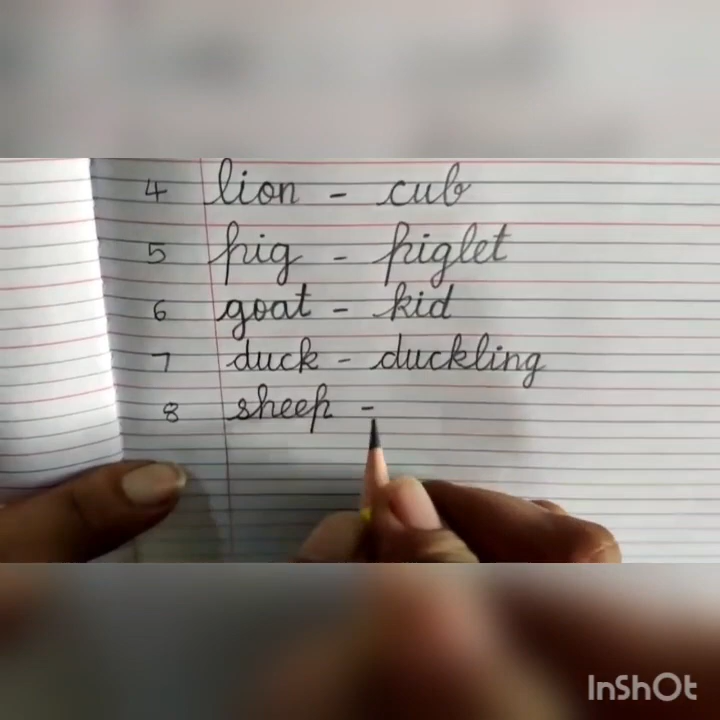 4 lion - cub
5 pig - piglet
6 goat - kid
7 duck - duckling
8 sheep -
InShOt